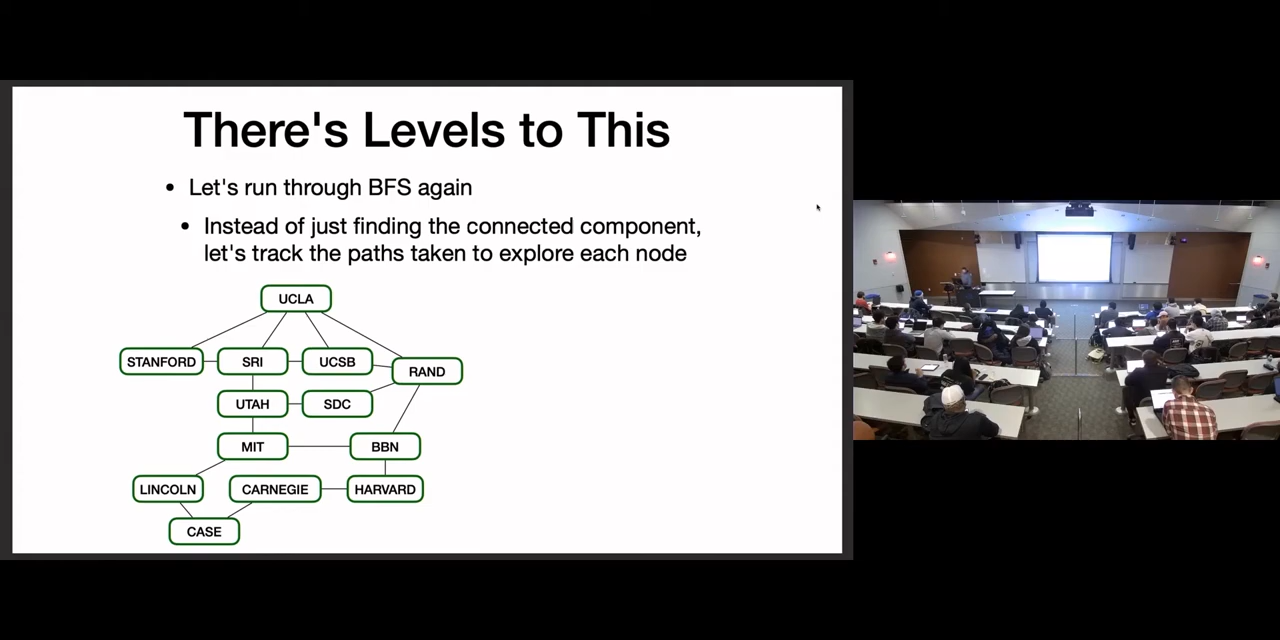 There's Levels to This
• Let's run through BFS again
• Instead of just finding the connected component,
let's track the paths taken to explore each node
UCLA
STANFORD
SRI
UCSB
RAND
UTAH
SDC
MIT
BBN
LINCOLN
CARNEGIE
HARVARD
CASE